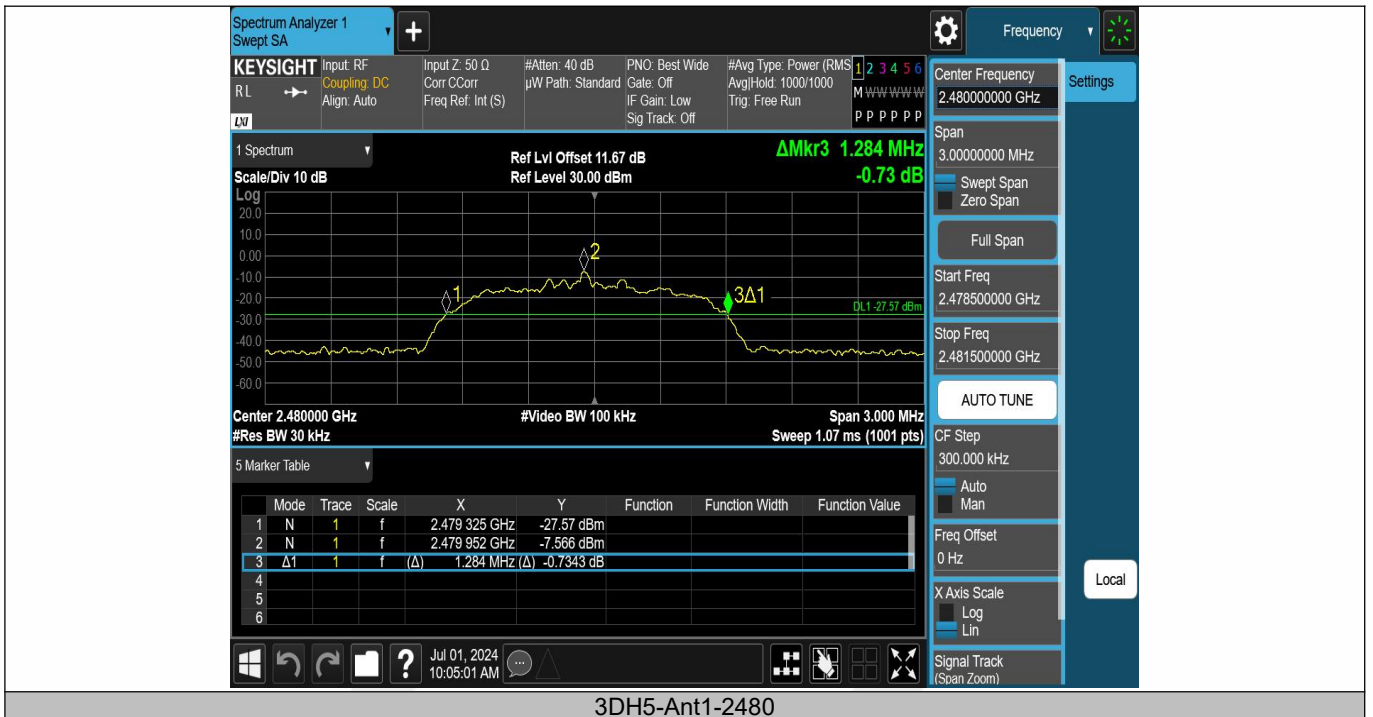 Spectrum Analyzer 1
Swept SA
+
Frequency
KEYSIGHT
RL
LXI
Input: RF
Coupling: DC
Align: Auto
Input Z: 50 Ω
Corr CCorr
Freq Ref: Int (S)
#Atten: 40 dB
µW Path: Standard
PNO: Best Wide
Gate: Off
IF Gain: Low
Sig Track: Off
#Avg Type: Power (RMS
Avg|Hold: 1000/1000
Trig: Free Run
1 2 3 4 5 6
M W W W W W
P P P P P P
1 Spectrum
Scale/Div 10 dB
Ref Lvl Offset 11.67 dB
Ref Level 30.00 dBm
ΔMkr3 1.284 MHz
-0.73 dB
Log
20.0
10.0
0.00
-10.0
-20.0
-30.0
-40.0
-50.0
-60.0
1
2
3Δ1
DL1 -27.57 dBm
Center 2.480000 GHz
#Video BW 100 kHz
Span 3.000 MHz
#Res BW 30 kHz
Sweep 1.07 ms (1001 pts)
5 Marker Table
Mode Trace Scale X Y Function Function Width Function Value
1 N 1 f 2.479 325 GHz -27.57 dBm
2 N 1 f 2.479 952 GHz -7.566 dBm
3 Δ1 1 f (Δ) 1.284 MHz (Δ) -0.7343 dB
4
5
6
?
Jul 01, 2024
10:05:01 AM
Center Frequency
2.480000000 GHz
Span
3.00000000 MHz
Swept Span
Zero Span
Full Span
Start Freq
2.478500000 GHz
Stop Freq
2.481500000 GHz
AUTO TUNE
CF Step
300.000 kHz
Auto
Man
Freq Offset
0 Hz
X Axis Scale
Log
Lin
Signal Track
(Span Zoom)
Settings
Local
3DH5-Ant1-2480